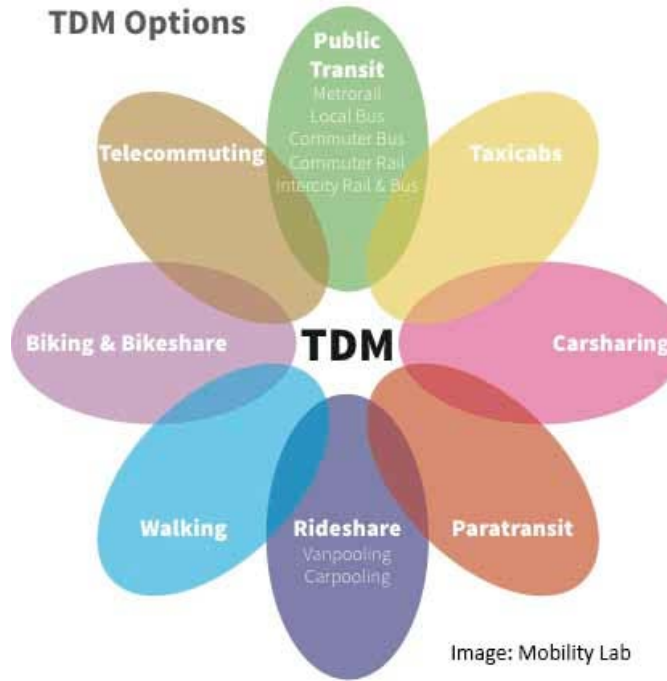 TDM Options
Public
Transit
Metrorail
Local Bus
Commuter Bus
Commuter Rail
Intercity Rail & Bus
Telecommuting
Taxicabs
Biking & Bikeshare
TDM
Carsharing
Walking
Rideshare
Vanpooling
Carpooling
Paratransit
Image: Mobility Lab